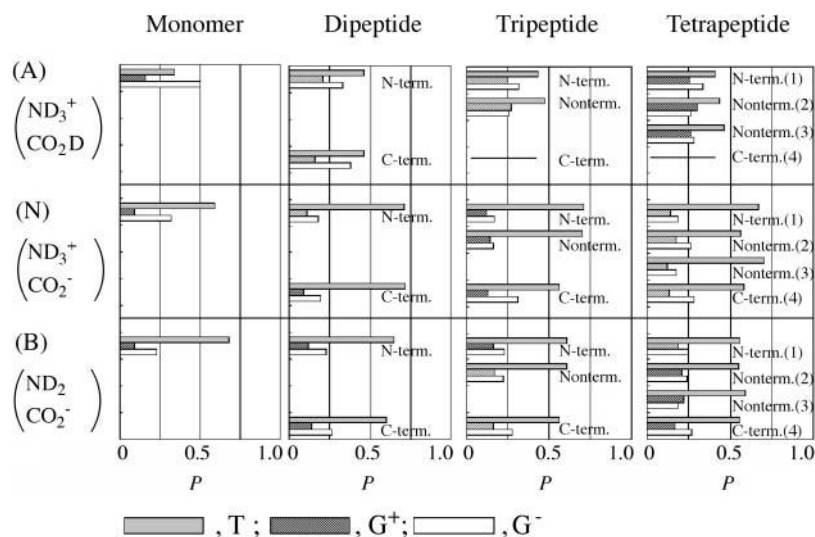 Monomer Dipeptide Tripeptide Tetrapeptide
(A)
ND3+
CO2D
N-term.
C-term.
N-term.
Nonterm.
C-term.
N-term.(1)
Nonterm.(2)
Nonterm.(3)
C-term.(4)
(N)
ND3+
CO2-
N-term.
C-term.
N-term.
Nonterm.
C-term.
N-term.(1)
Nonterm.(2)
Nonterm.(3)
C-term.(4)
(B)
ND2
CO2-
N-term.
C-term.
N-term.
Nonterm.
C-term.
N-term.(1)
Nonterm.(2)
Nonterm.(3)
C-term.(4)
0 0.5 1.0 0 0.5 1.0 0 0.5 1.0 0 0.5 1.0
P P P P
, T ; , G+; , G-